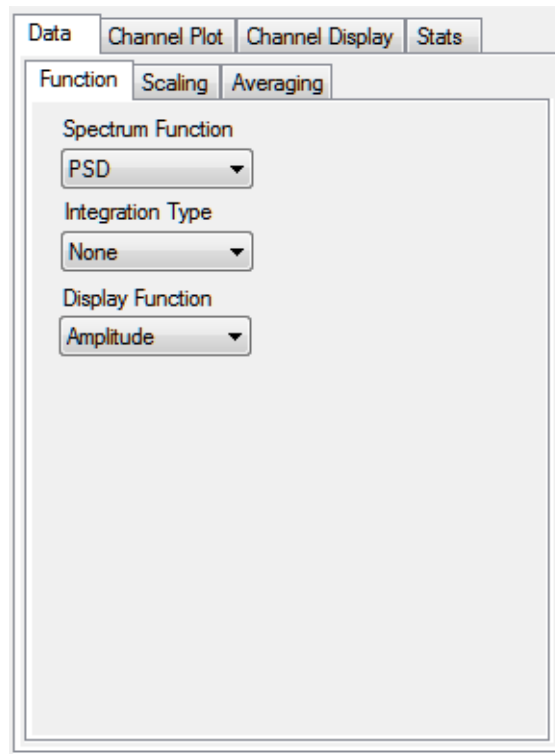 Data Channel Plot Channel Display Stats
Function Scaling Averaging
Spectrum Function
PSD
Integration Type
None
Display Function
Amplitude